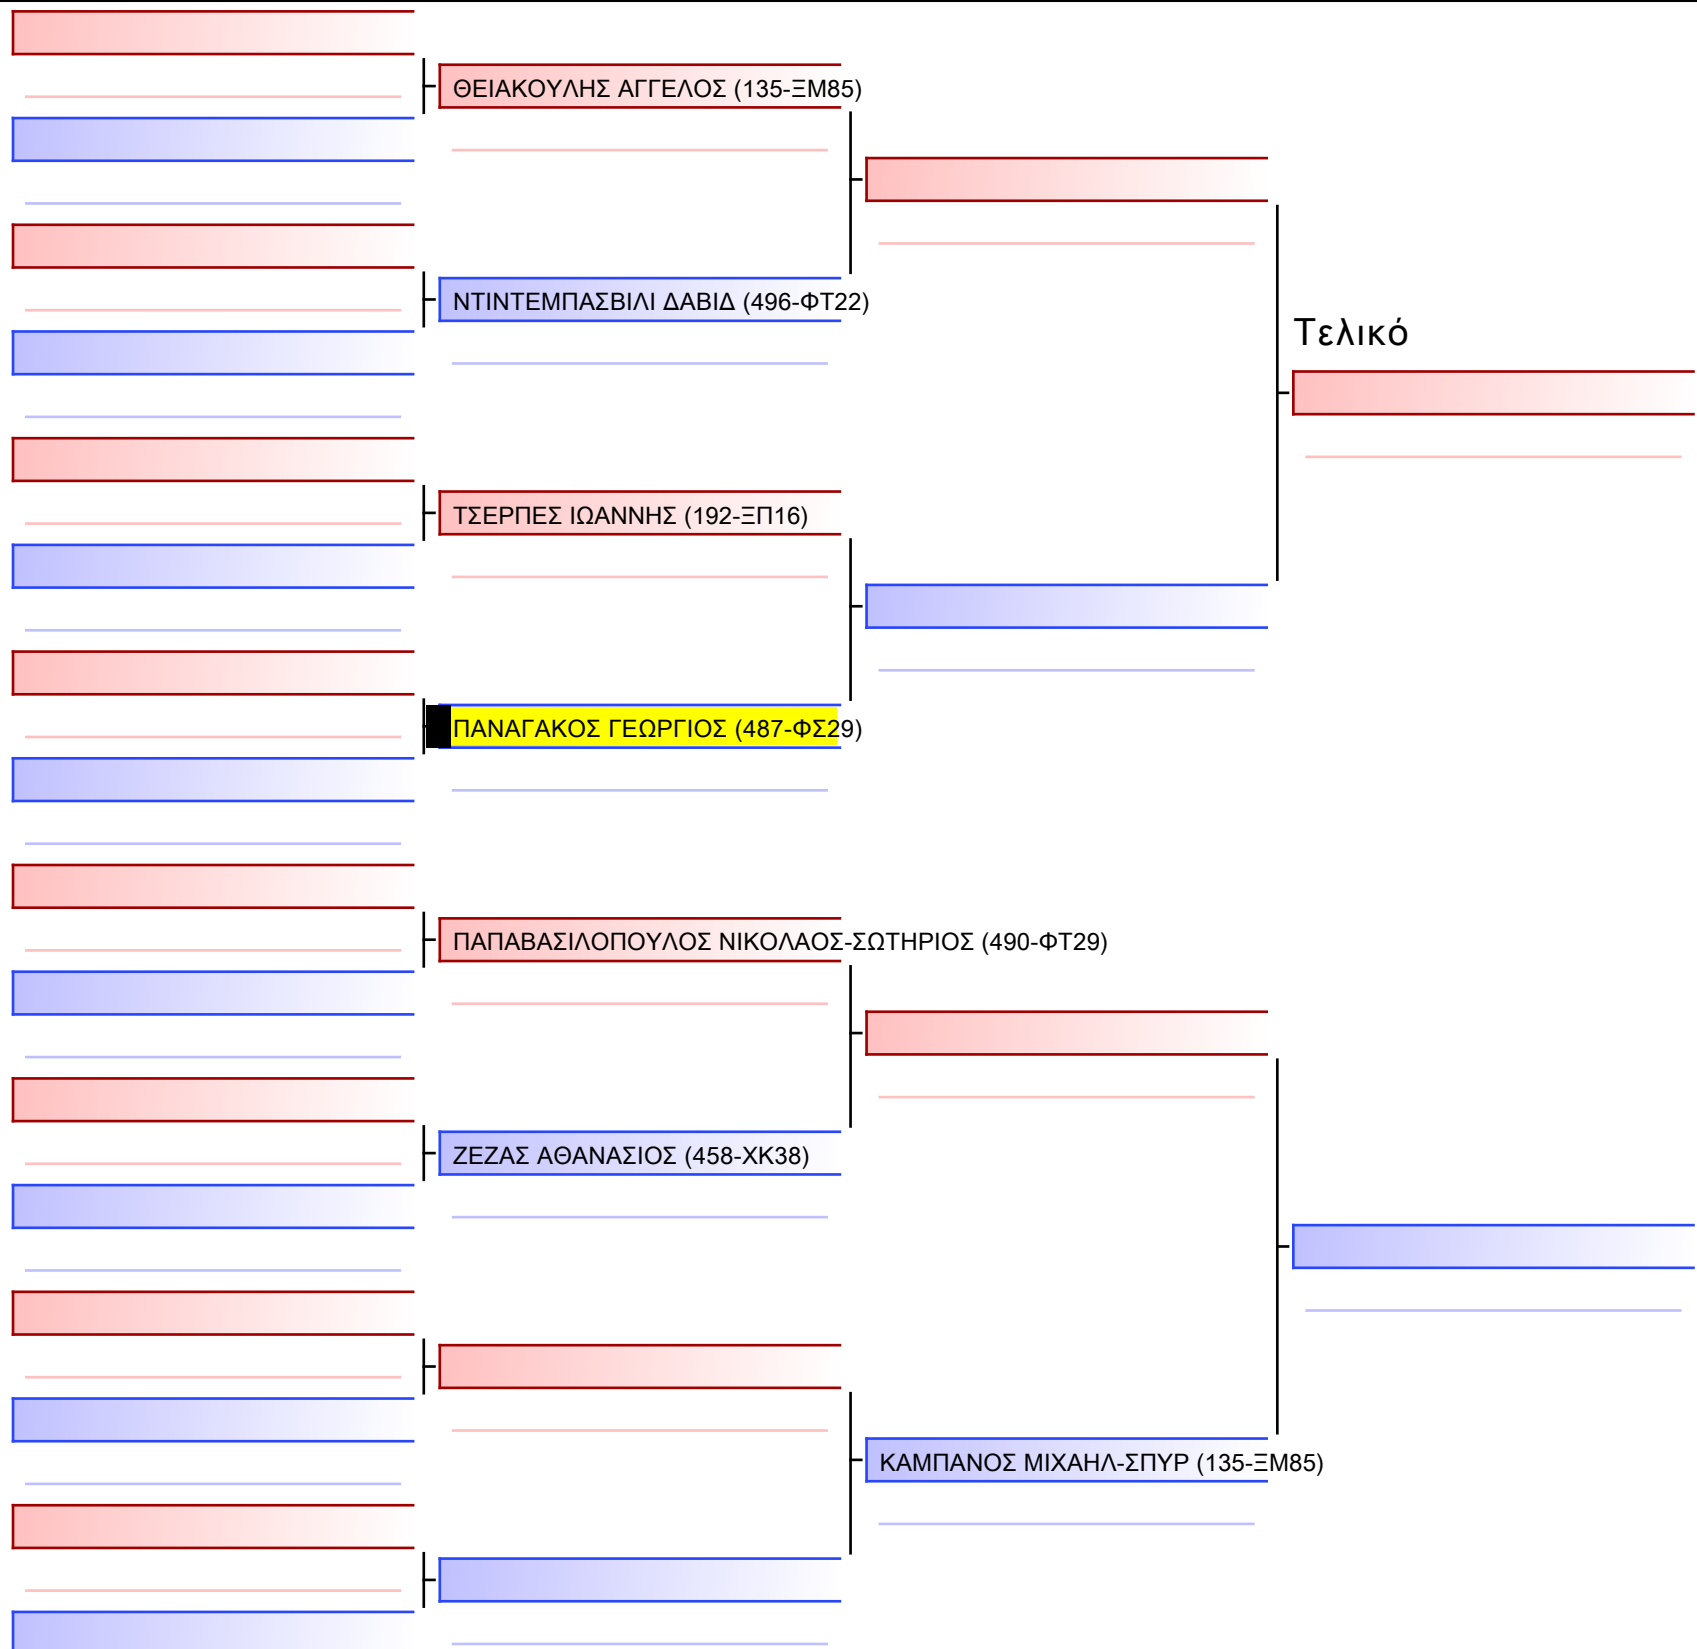 ΘΕΙΑΚΟΥΛΗΣ ΑΓΓΕΛΟΣ (135-ΞΜ85)
ΝΤΙΝΤΕΜΠΑΣΒΙΛΙ ΔΑΒΙΔ (496-ΦΤ22)
Τελικό
ΤΣΕΡΠΕΣ ΙΩΑΝΝΗΣ (192-ΞΠ16)
ΠΑΝΑΓΑΚΟΣ ΓΕΩΡΓΙΟΣ (487-ΦΣ29)
ΠΑΠΑΒΑΣΙΛΟΠΟΥΛΟΣ ΝΙΚΟΛΑΟΣ-ΣΩΤΗΡΙΟΣ (490-ΦΤ29)
ΖΕΖΑΣ ΑΘΑΝΑΣΙΟΣ (458-ΧΚ38)
ΚΑΜΠΑΝΟΣ ΜΙΧΑΗΛ-ΣΠΥΡ (135-ΞΜ85)